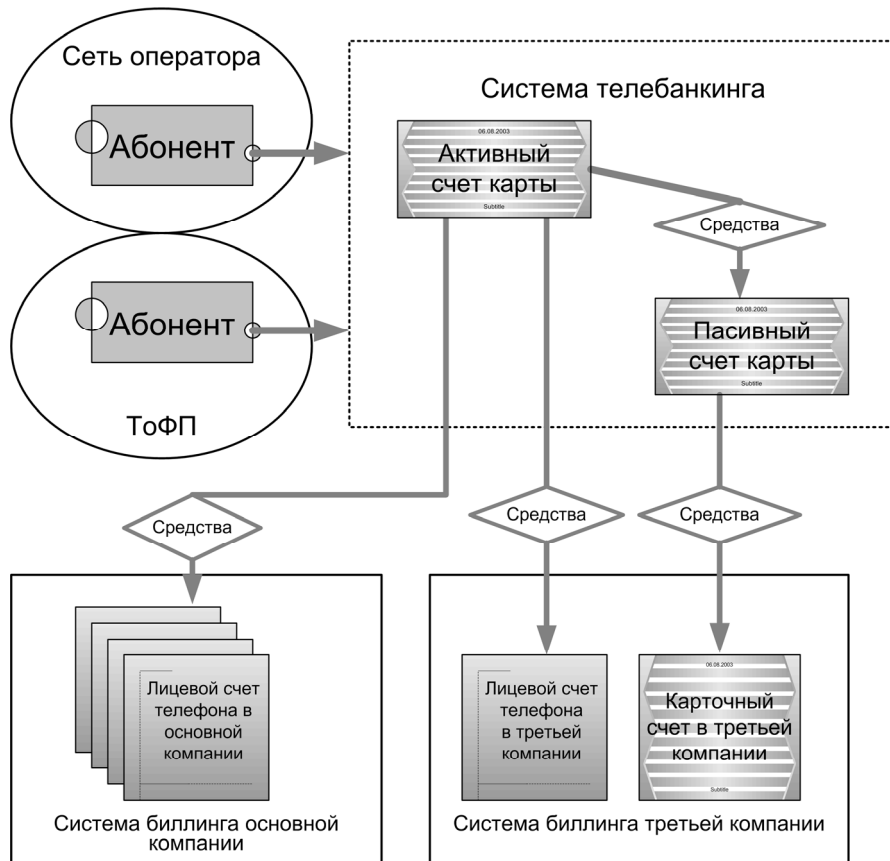 Сеть оператора
Абонент
Система телебанкинга
06.08.2003
Активный
счет карты
Subtitle
Средства
Абонент
ТоФП
06.08.2003
Пасивный
счет карты
Subtitle
Средства
Средства
Средства
Лицевой счет
телефона в
основной
компании
Система биллинга основной
компании
Лицевой счет
телефона
в третьей
компании
06.08.2003
Карточный
счет в третьей
компании
Subtitle
Система биллинга третьей компании